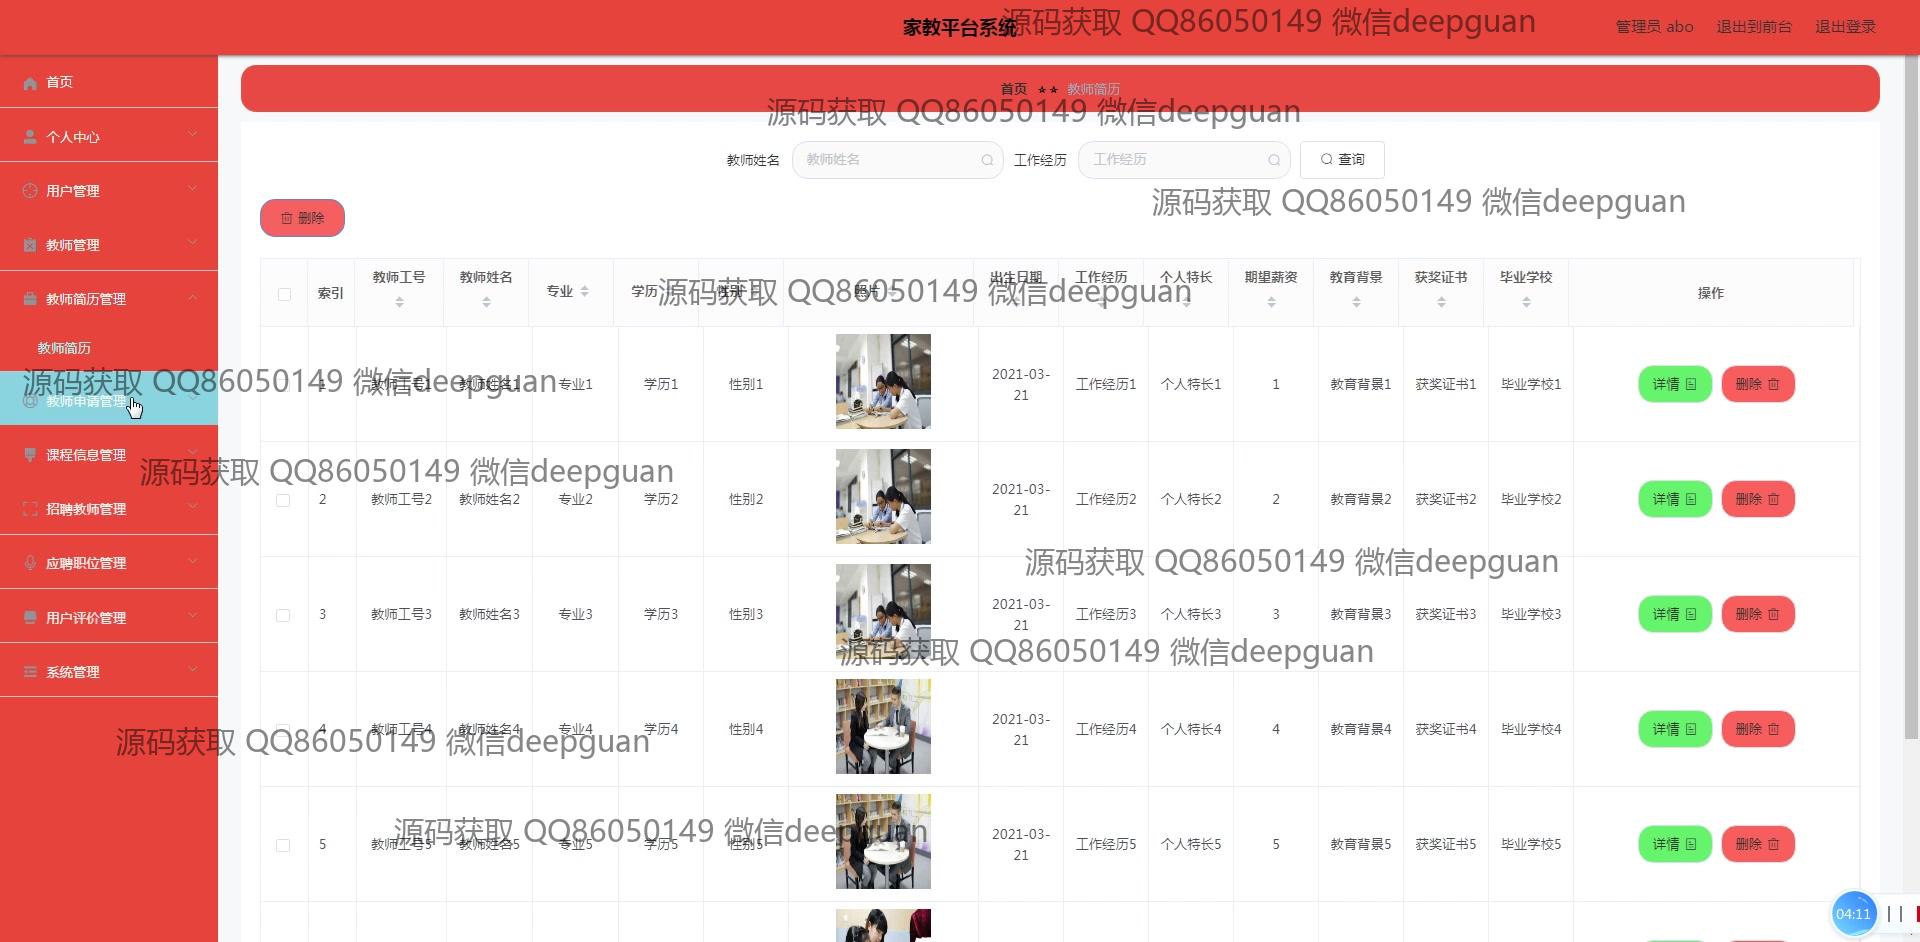 家教平台系统
管理员 abo 退出到前台 退出登录
源码获取 QQ86050149 微信deepguan
首页
个人中心
用户管理
教师管理
教师简历管理
教师简历
教师申请管理
课程信息管理
招聘教师管理
应聘职位管理
用户评价管理
系统管理
首页 ★★ 教师简历
源码获取 QQ86050149 微信deepguan
教师姓名 教师姓名 工作经历 工作经历 查询
源码获取 QQ86050149 微信deepguan
删除
索引 教师工号 教师姓名 专业 学历 性别 照片 出生日期 工作经历 个人特长 期望薪资 教育背景 获奖证书 毕业学校 操作
源码获取 QQ86050149 微信deepguan
1 教师工号1 教师姓名1 专业1 学历1 性别1 2021-03-21 工作经历1 个人特长1 1 教育背景1 获奖证书1 毕业学校1 详情 删除
源码获取 QQ86050149 微信deepguan
源码获取 QQ86050149 微信deepguan
2 教师工号2 教师姓名2 专业2 学历2 性别2 2021-03-21 工作经历2 个人特长2 2 教育背景2 获奖证书2 毕业学校2 详情 删除
源码获取 QQ86050149 微信deepguan
3 教师工号3 教师姓名3 专业3 学历3 性别3 2021-03-21 工作经历3 个人特长3 3 教育背景3 获奖证书3 毕业学校3 详情 删除
源码获取 QQ86050149 微信deepguan
4 教师工号4 教师姓名4 专业4 学历4 性别4 2021-03-21 工作经历4 个人特长4 4 教育背景4 获奖证书4 毕业学校4 详情 删除
源码获取 QQ86050149 微信deepguan
源码获取 QQ86050149 微信deepguan
5 教师工号5 教师姓名5 专业5 学历5 性别5 2021-03-21 工作经历5 个人特长5 5 教育背景5 获奖证书5 毕业学校5 详情 删除
04:11